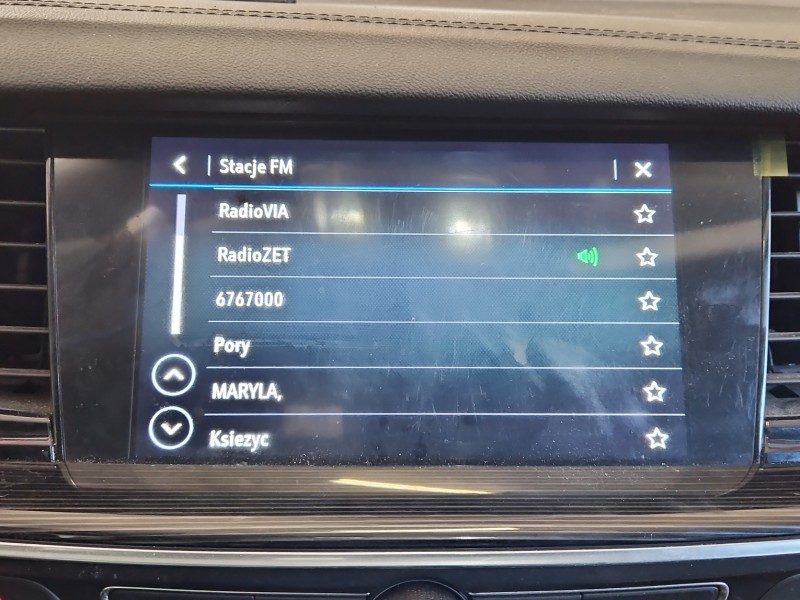 Stacje FM
RadioVIA
RadioZET
6767000
Pory
MARYLA,
Ksiezyc